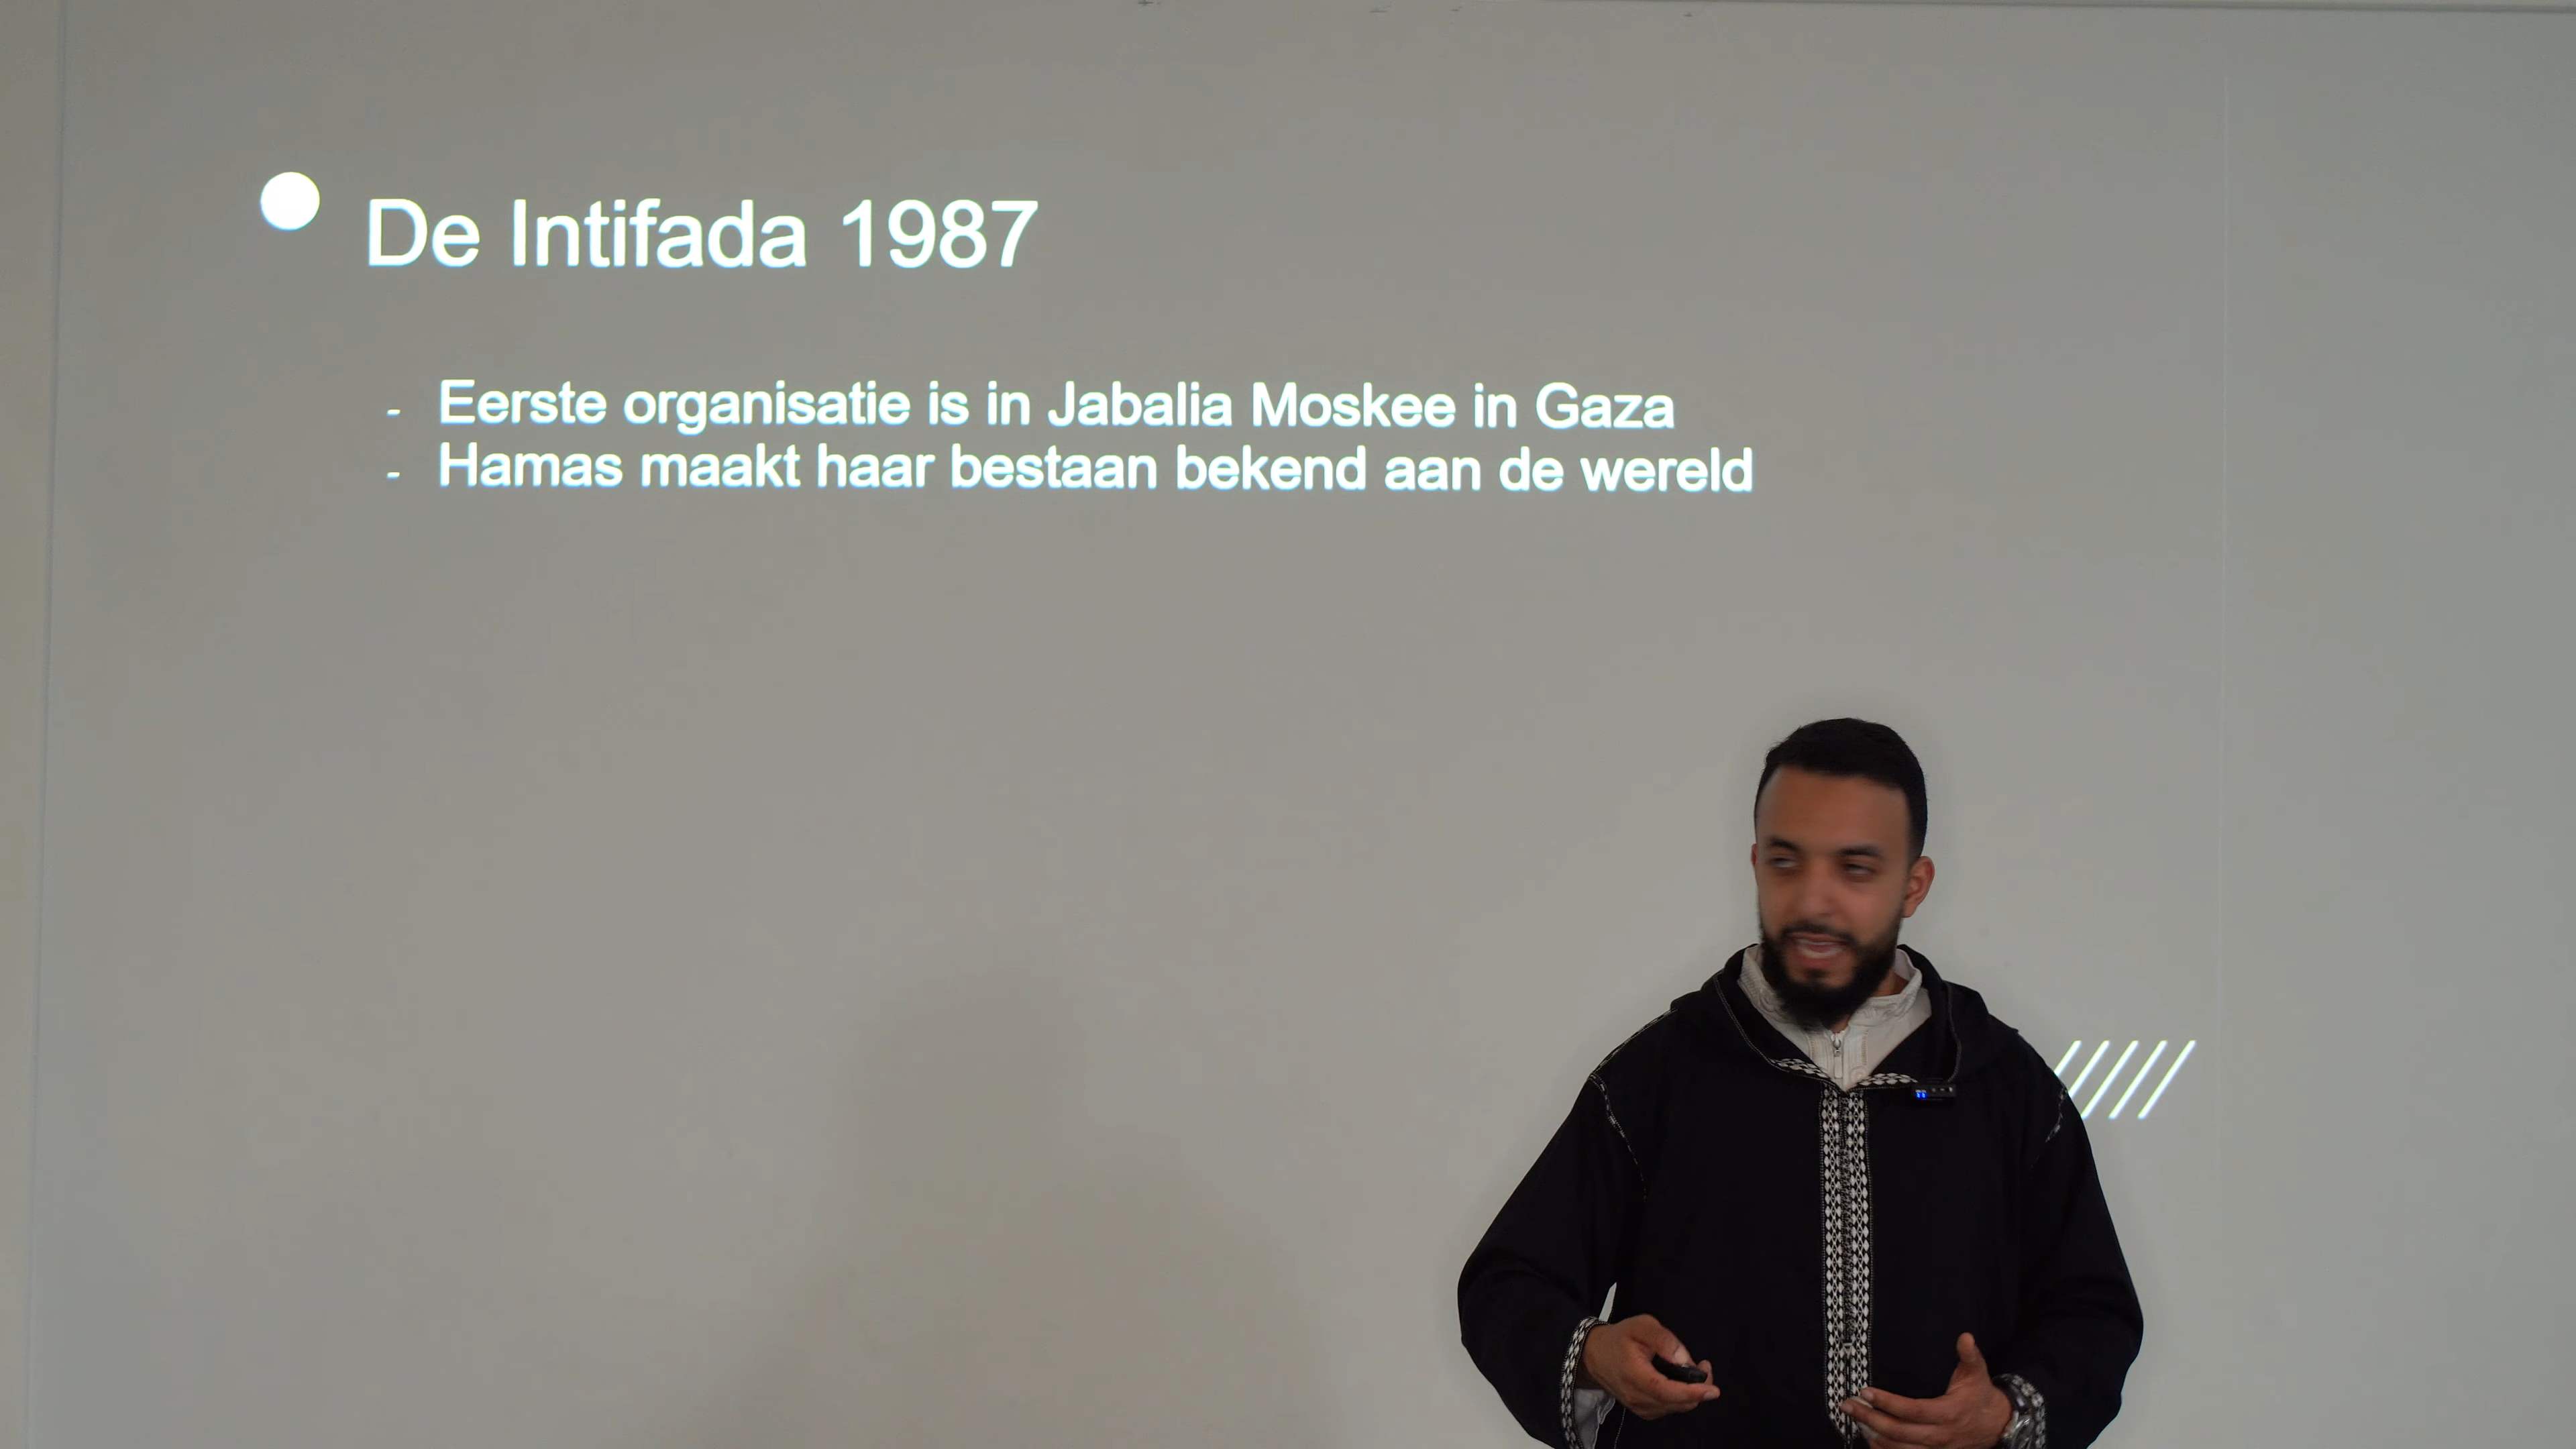 De Intifada 1987
- Eerste organisatie is in Jabalia Moskee in Gaza
- Hamas maakt haar bestaan bekend aan de wereld